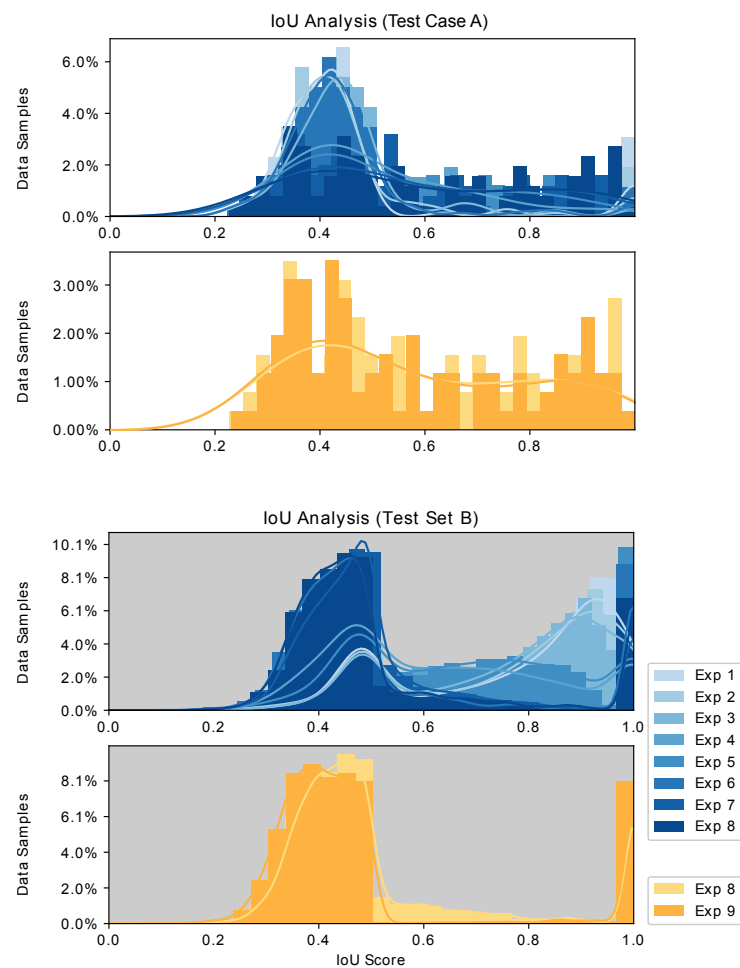 IoU Analysis (Test Case A)
6.0%
4.0%
2.0%
0.0%
Data Samples
0.0 0.2 0.4 0.6 0.8
3.00%
2.00%
1.00%
0.00%
Data Samples
0.0 0.2 0.4 0.6 0.8
IoU Analysis (Test Set B)
10.1%
8.1%
6.1%
4.0%
2.0%
0.0%
Data Samples
0.0 0.2 0.4 0.6 0.8 1.0
Exp 1
Exp 2
Exp 3
Exp 4
Exp 5
Exp 6
Exp 7
Exp 8
8.1%
6.1%
4.0%
2.0%
0.0%
Data Samples
0.0 0.2 0.4 0.6 0.8 1.0
IoU Score
Exp 8
Exp 9